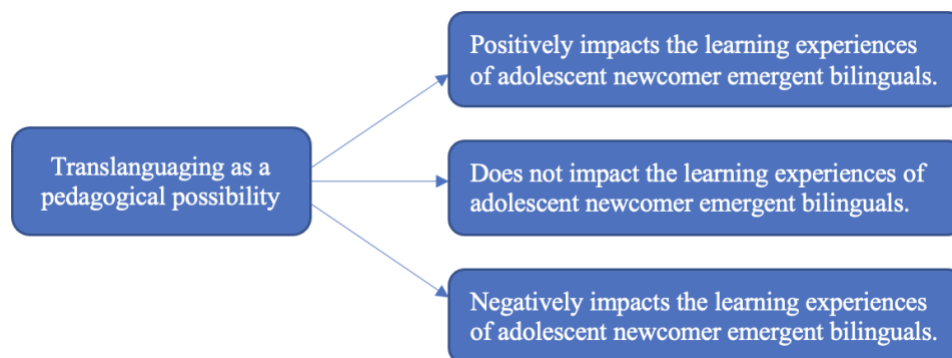 Translanguaging as a
pedagogical possibility
Positively impacts the learning experiences
of adolescent newcomer emergent bilinguals.
Does not impact the learning experiences of
adolescent newcomer emergent bilinguals.
Negatively impacts the learning experiences
of adolescent newcomer emergent bilinguals.